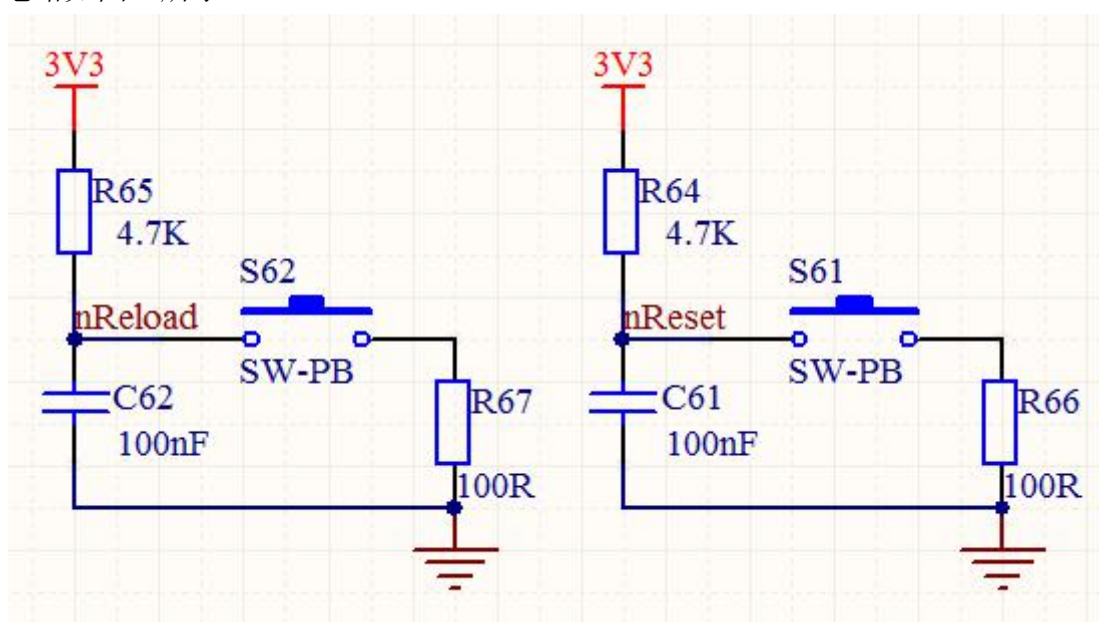 3V3
R65
4.7K
S62
nReload
SW-PB
C62
100nF
R67
100R
3V3
R64
4.7K
S61
nReset
SW-PB
C61
100nF
R66
100R